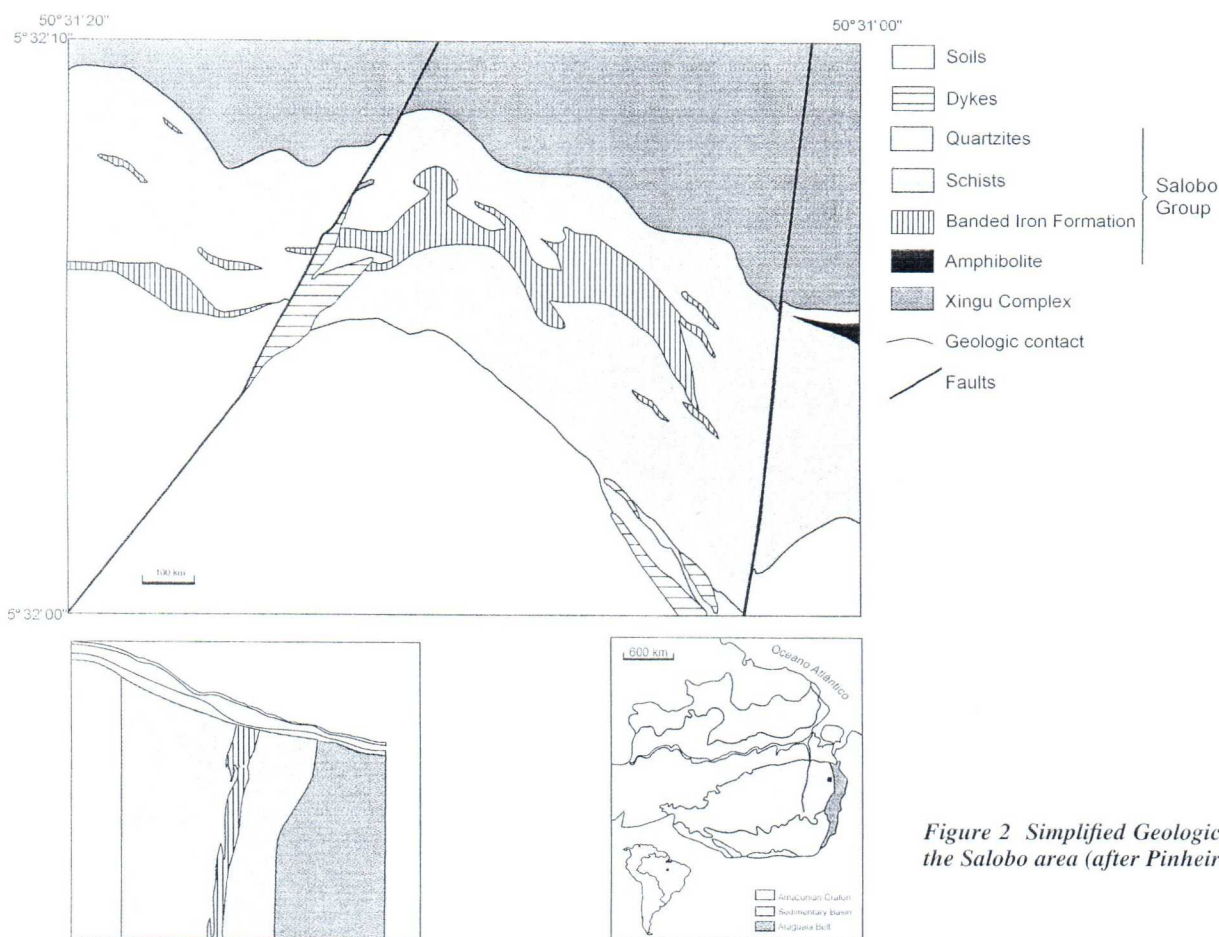 50°31'20"
50°31'00"
5°32'10"
Soils
Dykes
Quartzites
Schists
Banded Iron Formation
Amphibolite
Salobo
Group
Xingu Complex
Geologic contact
Faults
100 km
5°32'00"
600 km
Oceano Atlântico
Amazonian Craton
Sedimentary Basin
Araguaia Belt
Figure 2 Simplified Geologic
the Salobo area (after Pinheir